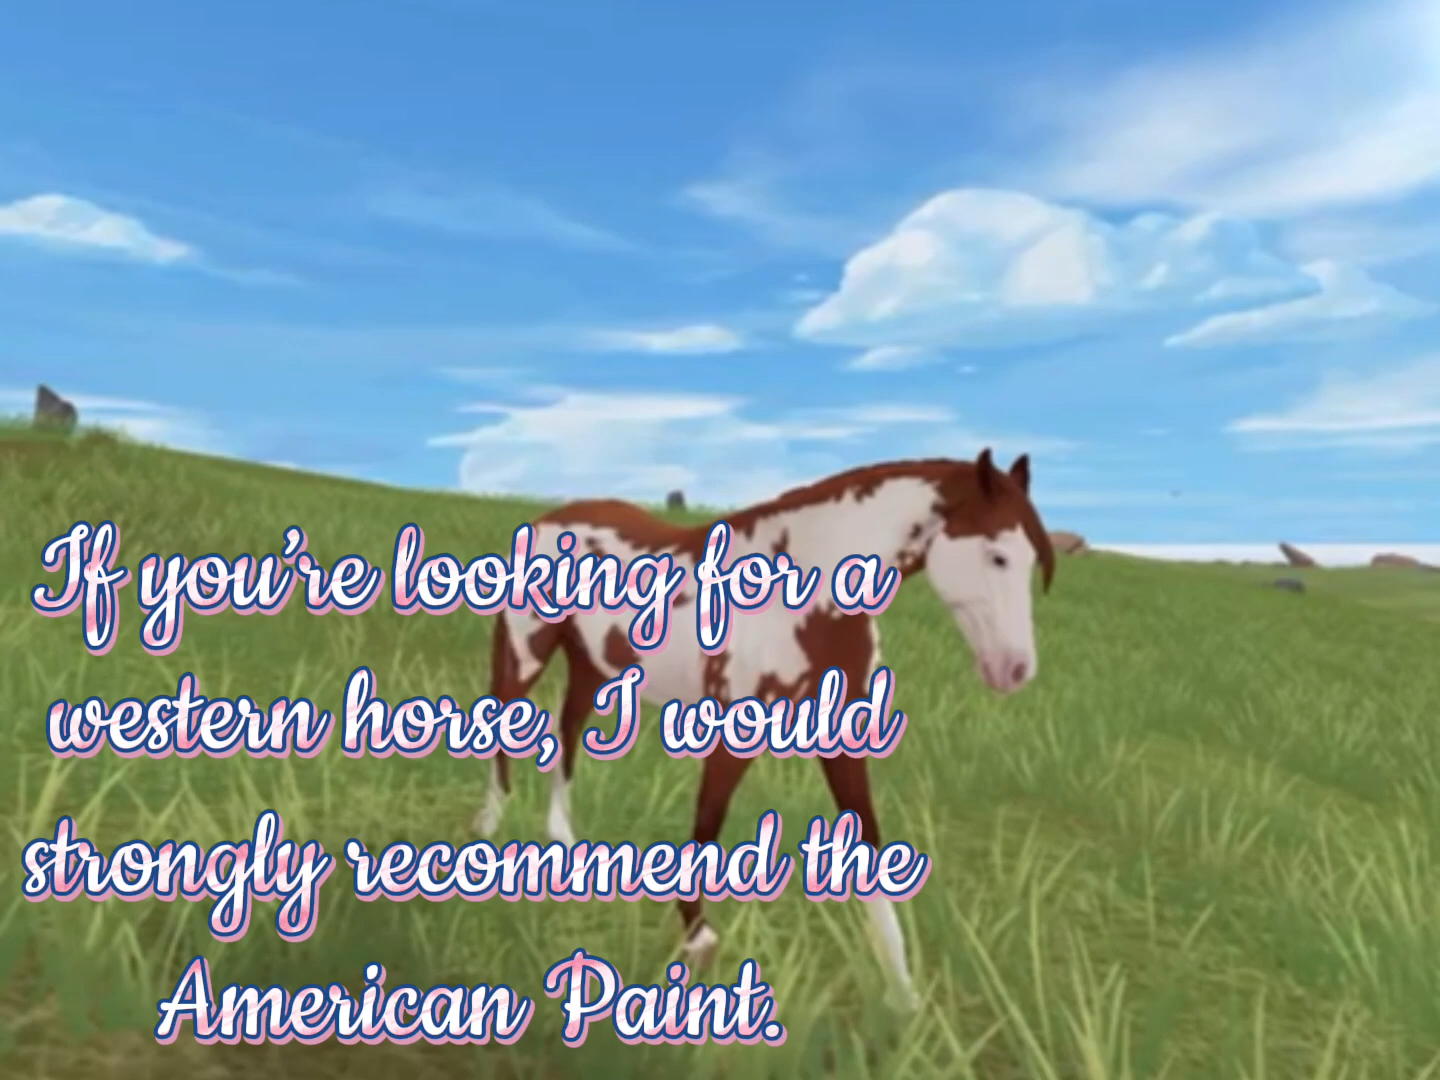 If you're looking for a
western horse, I would
strongly recommend the
American Paint.